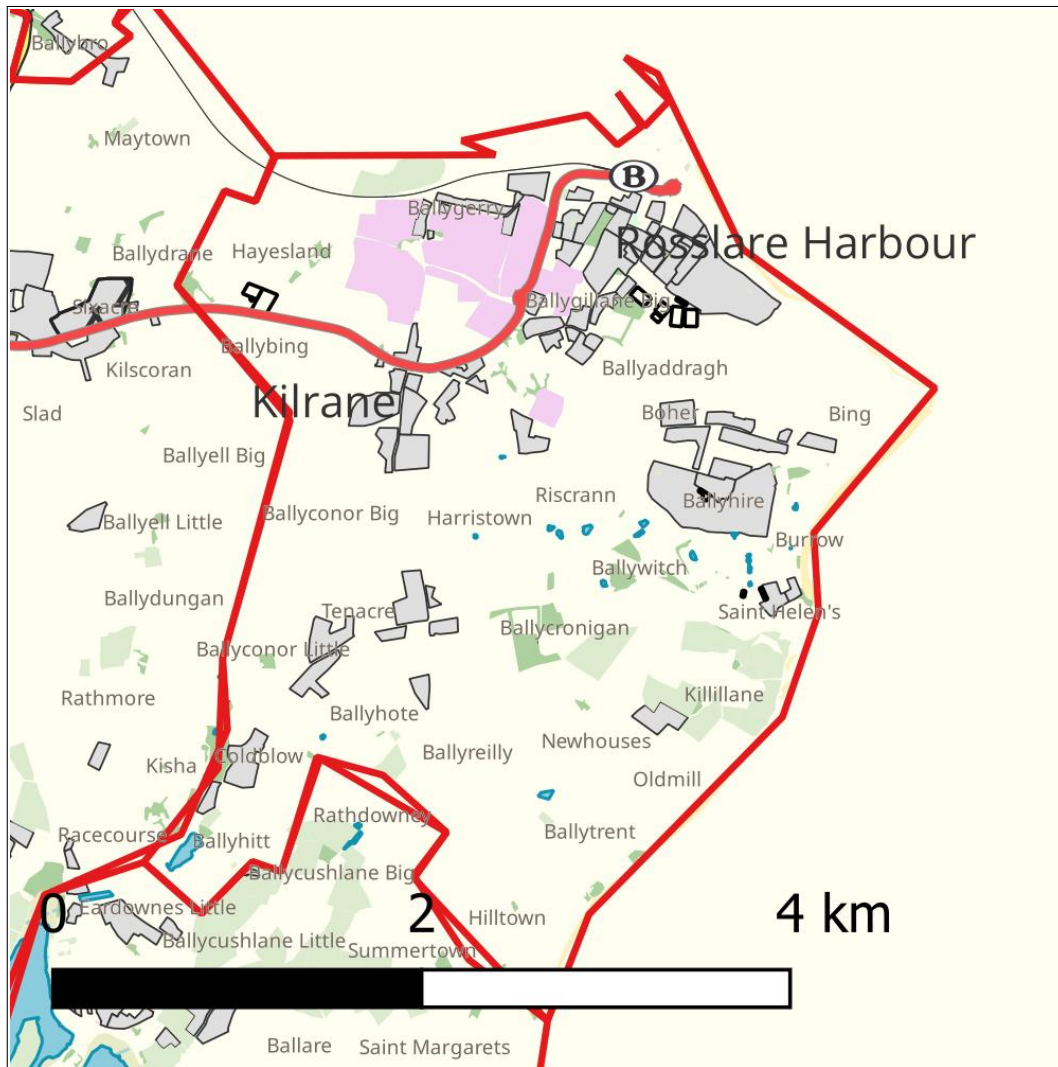 Ballybro
Maytown
B
Ballygerry
Rosslare Harbour
Ballydrane
Hayesland
Sixacre
Ballygillane Big
Ballybing
Kilscoran
Ballyaddragh
Kilrane
Slad
Boher
Bing
Ballyell Big
Riscrann
Ballyhire
Ballyell Little
Ballyconor Big
Harristown
Burrow
Ballywitch
Ballydungan
Tenacre
Saint Helen's
Ballycronigan
Ballyconor Little
Rathmore
Killillane
Ballyhote
Newhouses
Coldblow
Ballyreilly
Kisha
Oldmill
Rathdowney
Racecourse
Ballyhitt
Ballytrent
Ballycushlane Big
Eardownes Little
Hilltown
0 2 4 km
Ballycushlane Little
Summertown
Ballare
Saint Margarets